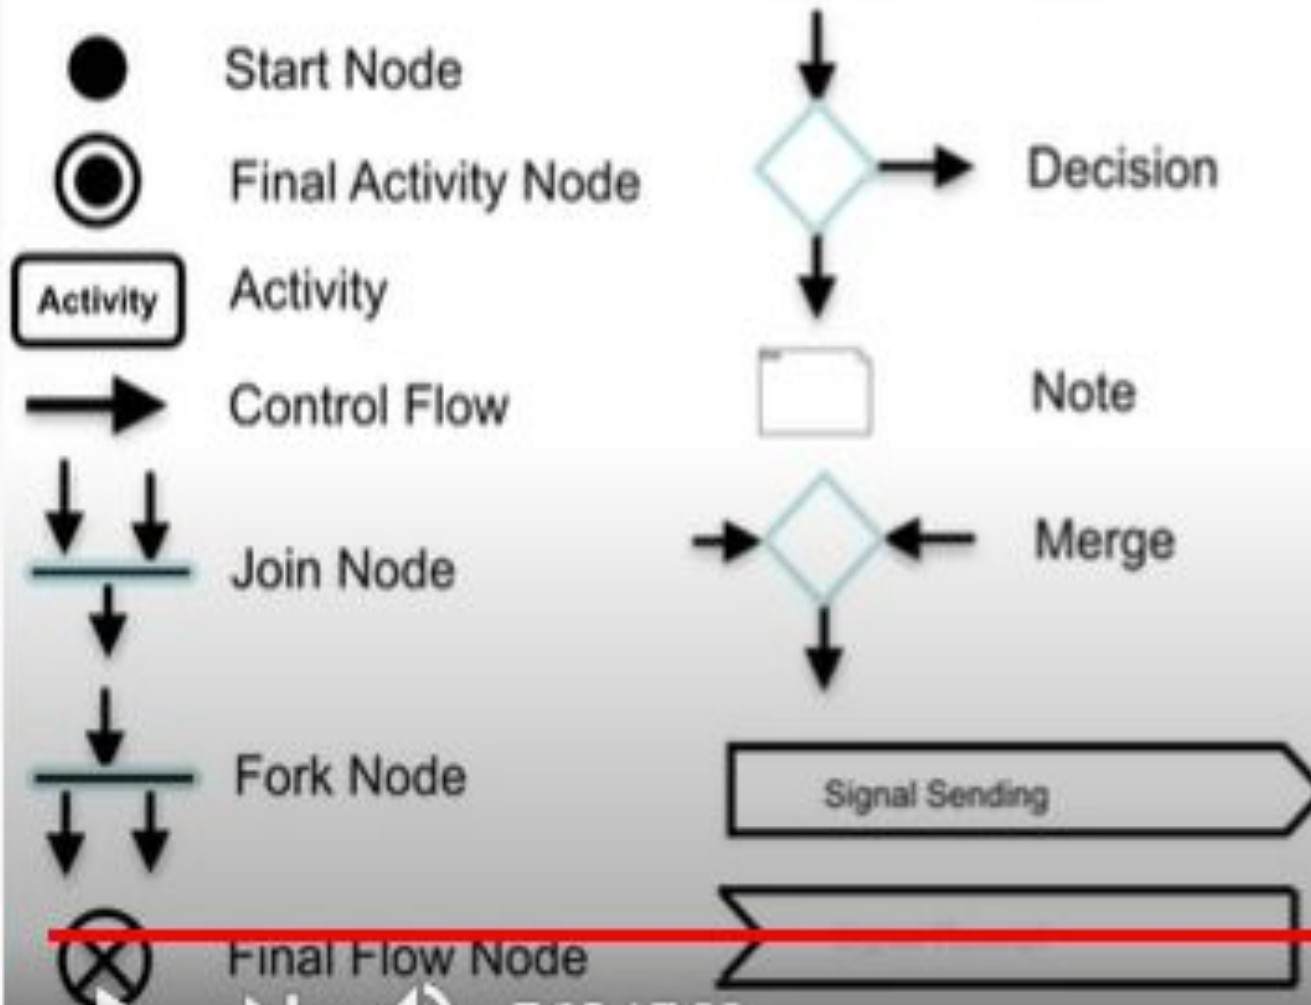 Start Node
Final Activity Node
Activity
Activity
Control Flow
Join Node
Fork Node
Final Flow Node
Decision
Note
Merge
Signal Sending